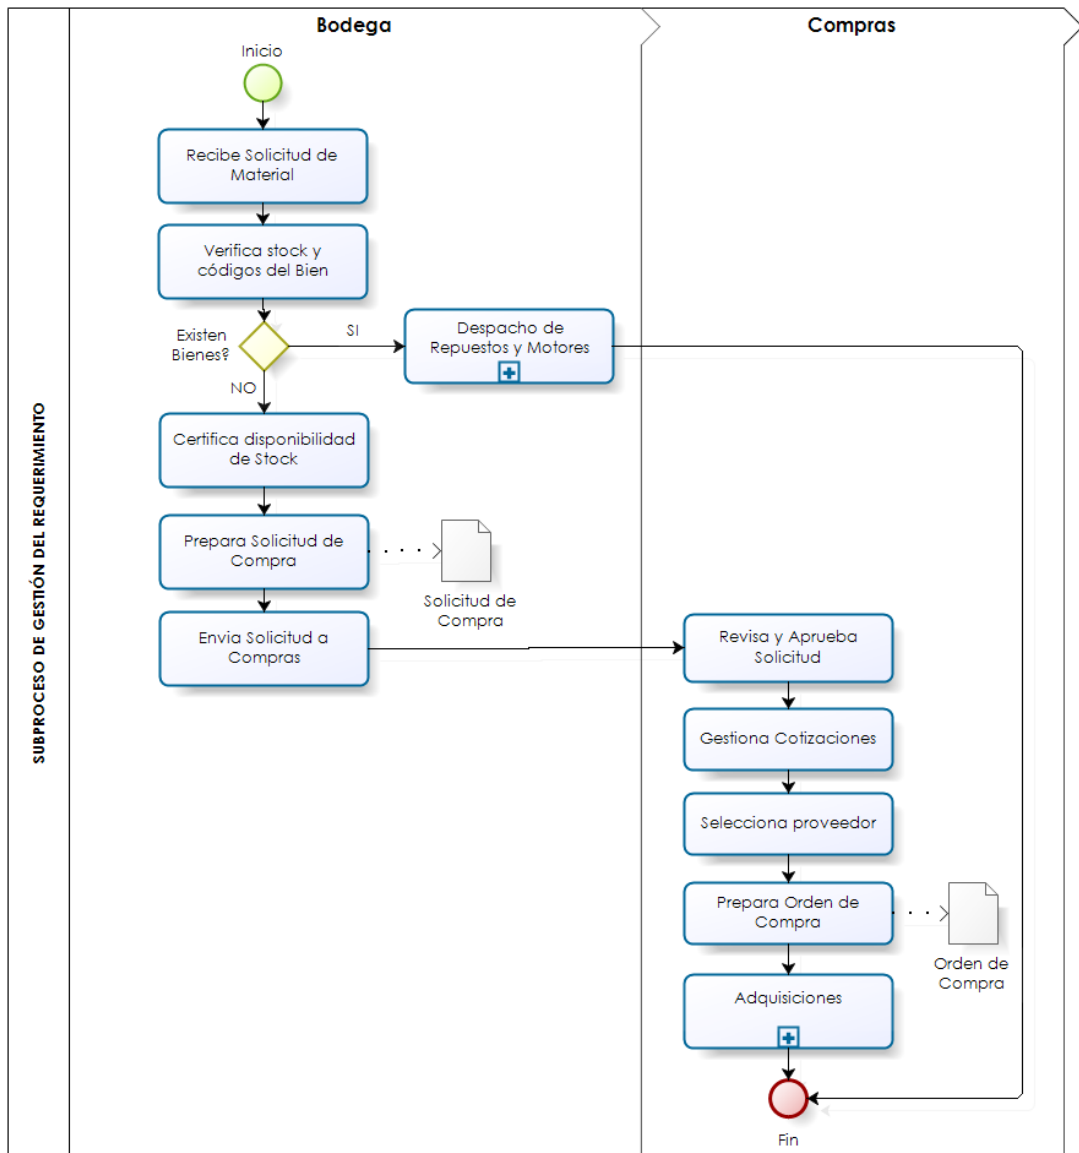 Bodega
Compras
SUBPROCESO DE GESTIÓN DEL REQUERIMIENTO
Inicio
Recibe Solicitud de
Material
Verifica stock y
códigos del Bien
Existen
Bienes?
SI
NO
Despacho de
Repuestos y Motores
Certifica disponibilidad
de Stock
Prepara Solicitud de
Compra
Solicitud de
Compra
Envia Solicitud a
Compras
Revisa y Aprueba
Solicitud
Gestiona Cotizaciones
Selecciona proveedor
Prepara Orden de
Compra
Orden de
Compra
Adquisiciones
Fin